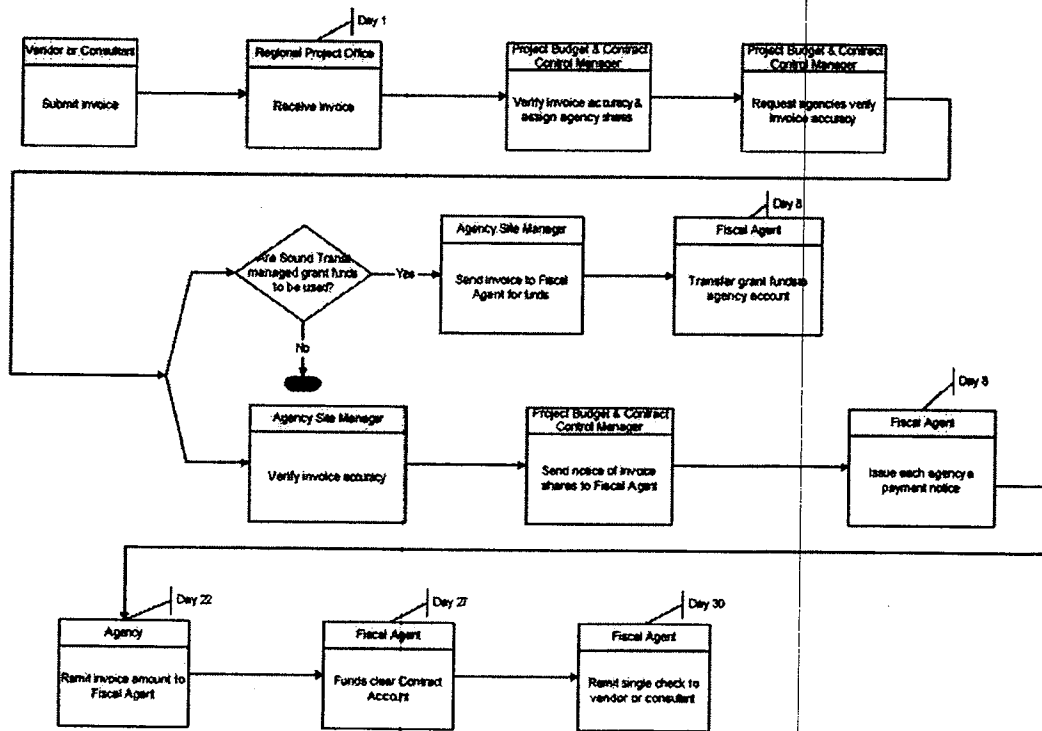 Day 1
Vendor or Consultant
Submit invoice
Regional Project Office
Receive invoice
Project Budget & Contract
Control Manager
Verify invoice accuracy &
assign agency shares
Project Budget & Contract
Control Manager
Request agencies verify
invoice accuracy
Are Sound Transit
managed grant funds
to be used?
Yes
No
Agency Site Manager
Send invoice to Fiscal
Agent for funds
Day 8
Fiscal Agent
Transfer grant funds
agency account
Agency Site Manager
Verify invoice accuracy
Project Budget & Contract
Control Manager
Send notice of invoice
shares to Fiscal Agent
Day 8
Fiscal Agent
Issue each agency a
payment notice
Day 22
Agency
Remit invoice amount to
Fiscal Agent
Day 27
Fiscal Agent
Funds clear Contract
Account
Day 30
Fiscal Agent
Remit single check to
vendor or consultant